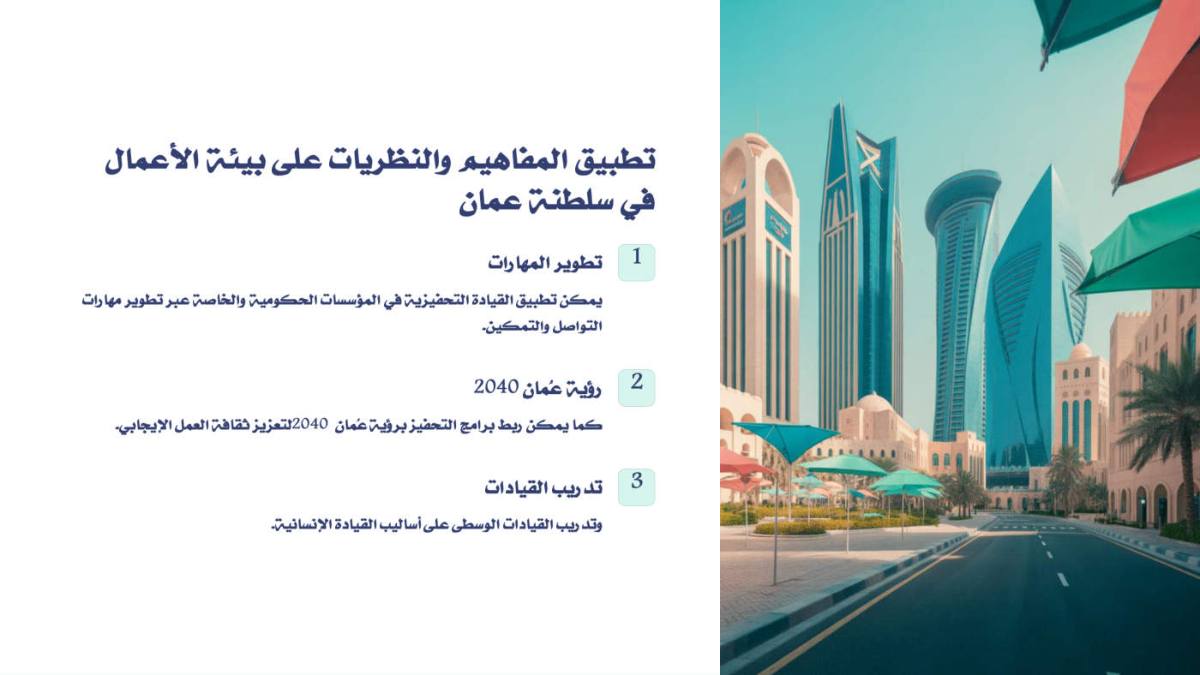 تطبيق المفاهيم والنظريات على بيئة الأعمال
في سلطنة عمان
1
تطوير المهارات
يمكن تطبيق القيادة التحفيزية في المؤسسات الحكومية والخاصة عبر تطوير مهارات
التواصل والتمكين.
2
رؤية عُمان 2040
كما يمكن ربط برامج التحفيز برؤية عُمان 2040لتعزيز ثقافة العمل الإيجابي.
3
تدريب القيادات
وتدريب القيادات الوسطى على أساليب القيادة الإنسانية.